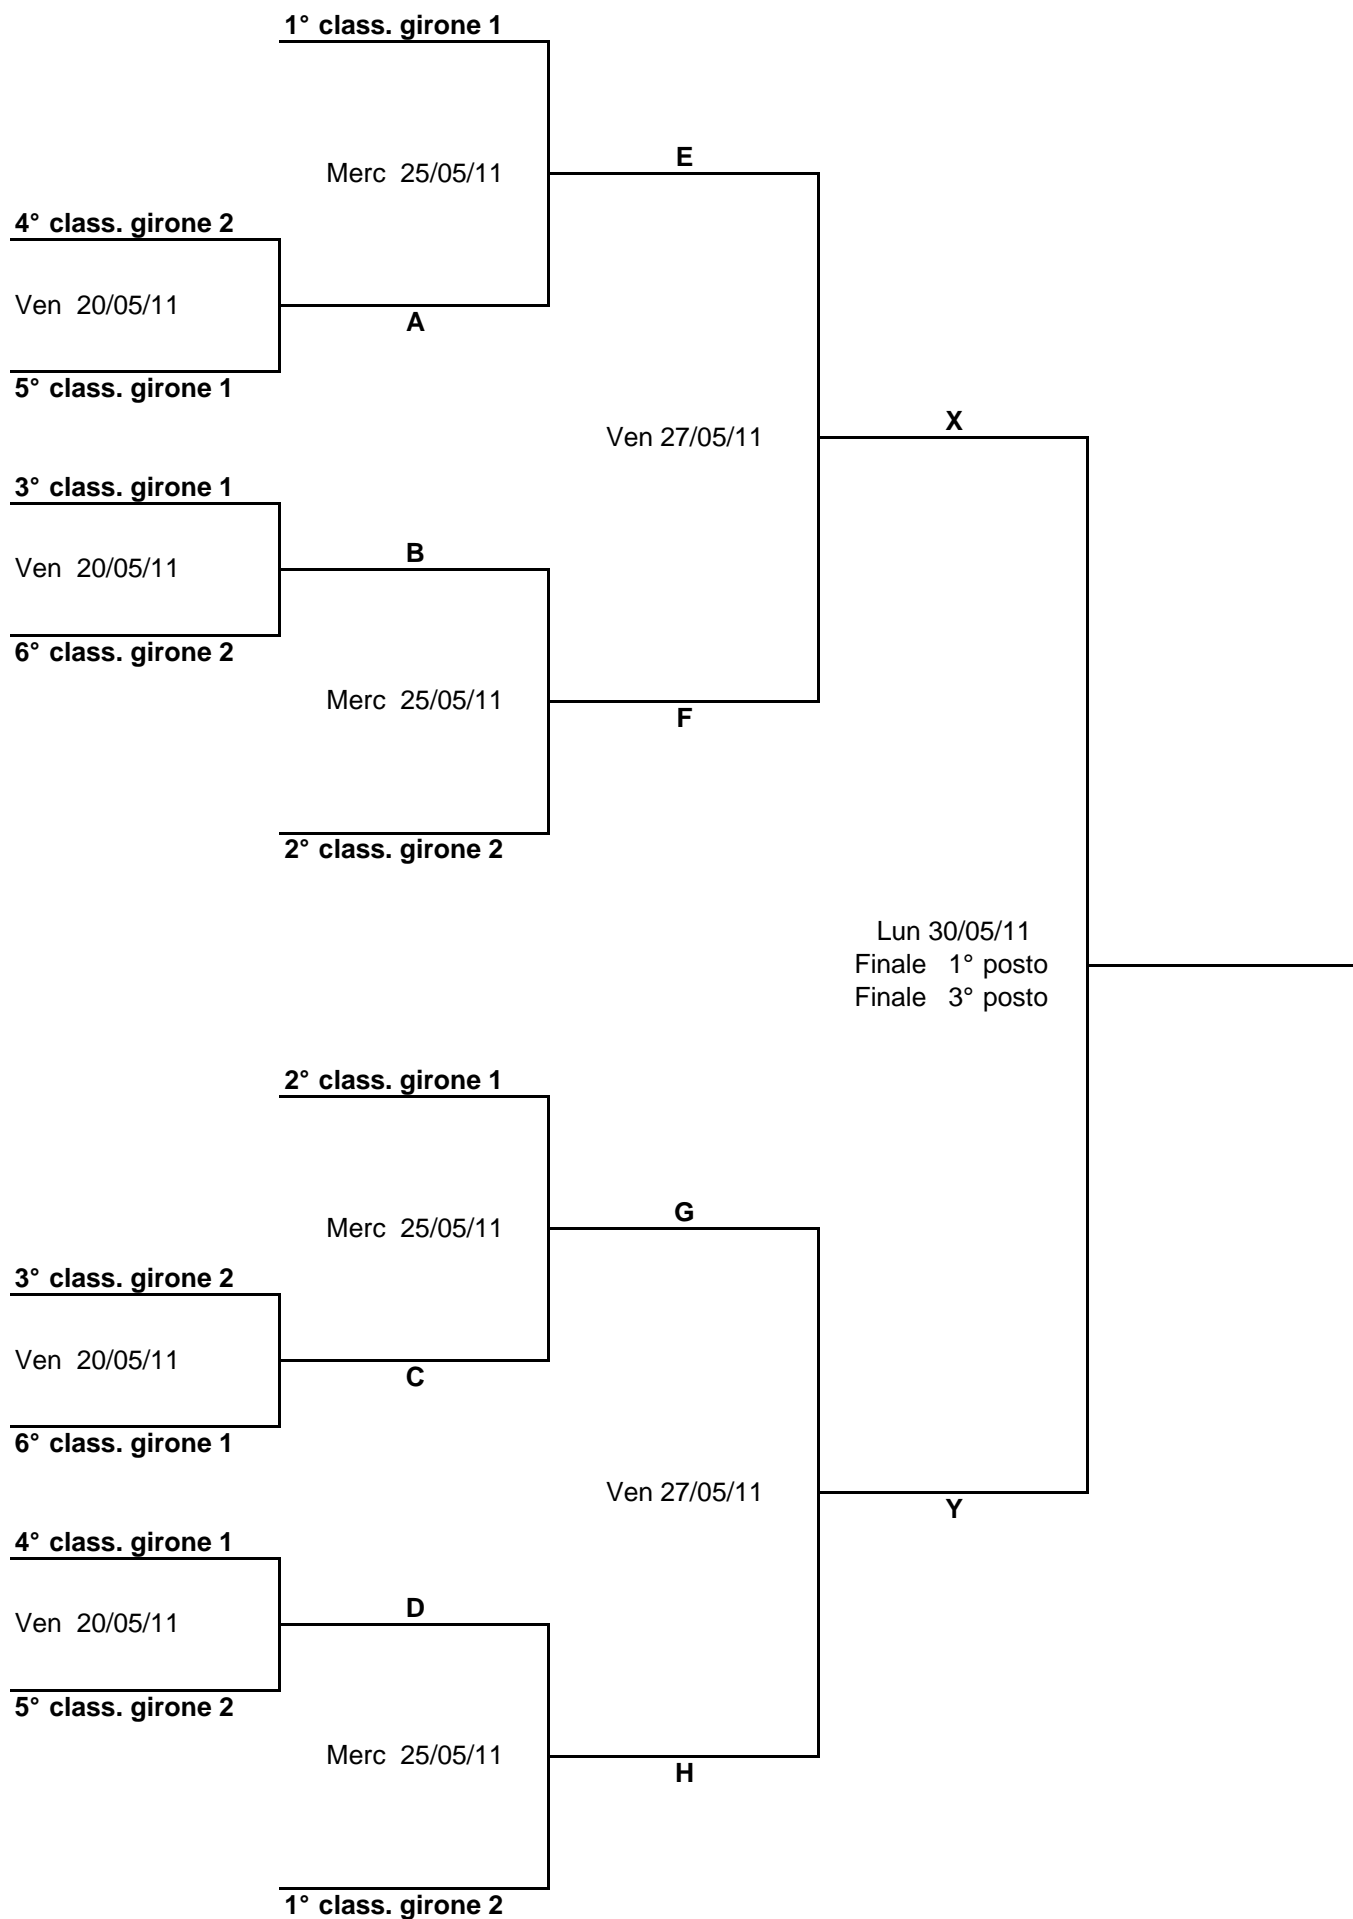 1° class. girone 1
E
Merc  25/05/11
4° class. girone 2
Ven  20/05/11
A
5° class. girone 1
X
Ven 27/05/11
3° class. girone 1
B
Ven  20/05/11
6° class. girone 2
Merc  25/05/11
F
2° class. girone 2
Lun 30/05/11
Finale   1° posto
Finale   3° posto
2° class. girone 1
G
Merc  25/05/11
3° class. girone 2
Ven  20/05/11
C
6° class. girone 1
Ven 27/05/11
Y
4° class. girone 1
D
Ven  20/05/11
5° class. girone 2
Merc  25/05/11
H
1° class. girone 2